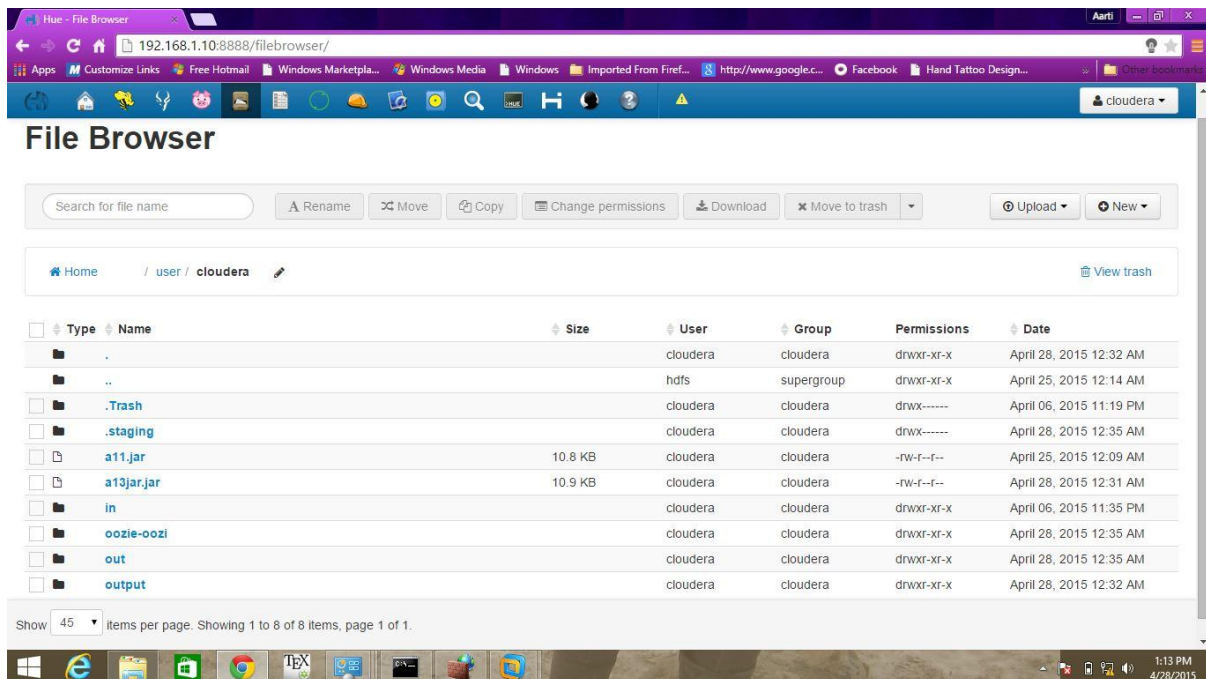 Hue - File Browser
Aarti
192.168.1.10:8888/filebrowser/
Apps M Customize Links Free Hotmail Windows Marketpla... Windows Media Windows Imported From Firef... http://www.google.c... Facebook Hand Tattoo Design... Other bookmarks
HUE cloudera
File Browser
Search for file name A Rename Move Copy Change permissions Download Move to trash Upload New
Home / user / cloudera View trash
Type Name Size User Group Permissions Date
. cloudera cloudera drwxr-xr-x April 28, 2015 12:32 AM
.. hdfs supergroup drwxr-xr-x April 25, 2015 12:14 AM
.Trash cloudera cloudera drwx------ April 06, 2015 11:19 PM
.staging cloudera cloudera drwx------ April 28, 2015 12:35 AM
a11.jar 10.8 KB cloudera cloudera -rw-r--r-- April 25, 2015 12:09 AM
a13jar.jar 10.9 KB cloudera cloudera -rw-r--r-- April 28, 2015 12:31 AM
in cloudera cloudera drwxr-xr-x April 06, 2015 11:35 PM
oozie-oozi cloudera cloudera drwxr-xr-x April 28, 2015 12:35 AM
out cloudera cloudera drwxr-xr-x April 28, 2015 12:35 AM
output cloudera cloudera drwxr-xr-x April 28, 2015 12:32 AM
Show 45 items per page. Showing 1 to 8 of 8 items, page 1 of 1.
TEX
1:13 PM
4/28/2015